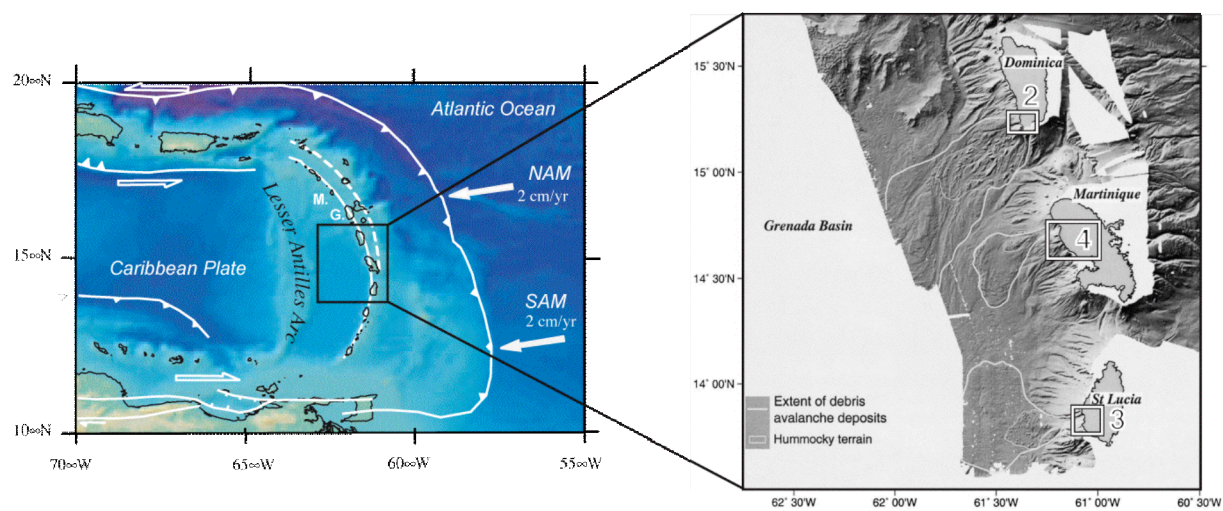 20∞N
15∞N
10∞N
70∞W
65∞W
60∞W
55∞W
Atlantic Ocean
NAM
2 cm/yr
M.
G.
Lesser Antilles Arc
Caribbean Plate
SAM
2 cm/yr
15˚ 30'N
15˚ 00'N
14˚ 30'N
14˚ 00'N
Dominica
2
Martinique
4
Grenada Basin
St Lucia
3
Extent of debris
avalanche deposits
Hummocky terrain
62˚ 30'W
62˚ 00'W
61˚ 30'W
61˚ 00'W
60˚ 30'W